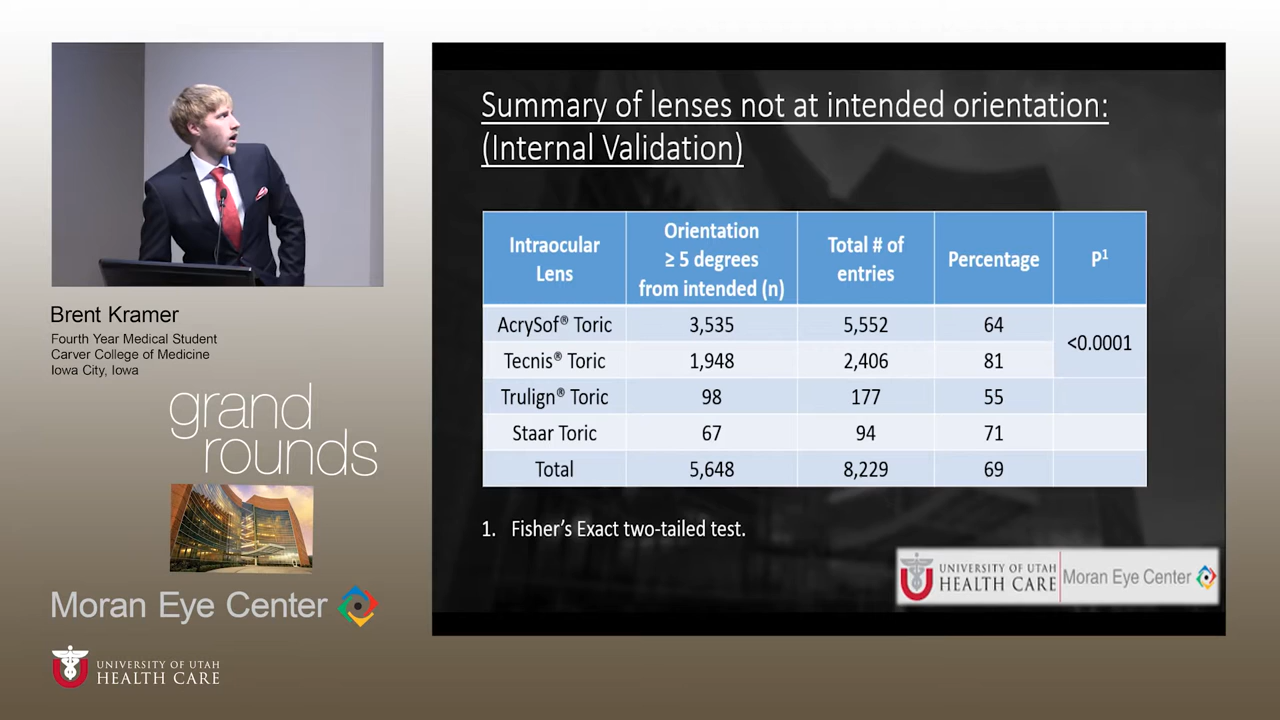 Summary of lenses not at intended orientation:
(Internal Validation)
Intraocular Lens | Orientation ≥ 5 degrees from intended (n) | Total # of entries | Percentage | P¹
AcrySof® Toric | 3,535 | 5,552 | 64 | <0.0001
Tecnis® Toric | 1,948 | 2,406 | 81
Trulign® Toric | 98 | 177 | 55
Staar Toric | 67 | 94 | 71
Total | 5,648 | 8,229 | 69
1. Fisher's Exact two-tailed test.
UNIVERSITY OF UTAH
HEALTH CARE
Moran Eye Center
Brent Kramer
Fourth Year Medical Student
Carver College of Medicine
Iowa City, Iowa
grand
rounds
Moran Eye Center
UNIVERSITY OF UTAH
HEALTH CARE